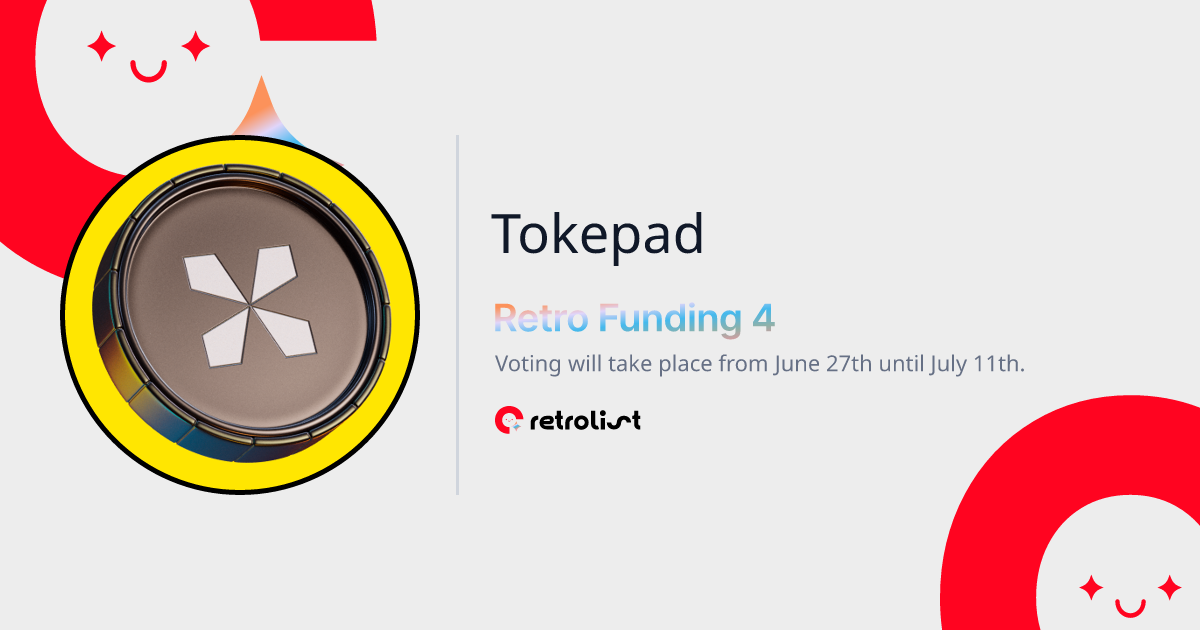 Tokepad
Retro Funding 4
Voting will take place from June 27th until July 11th.
retrolist